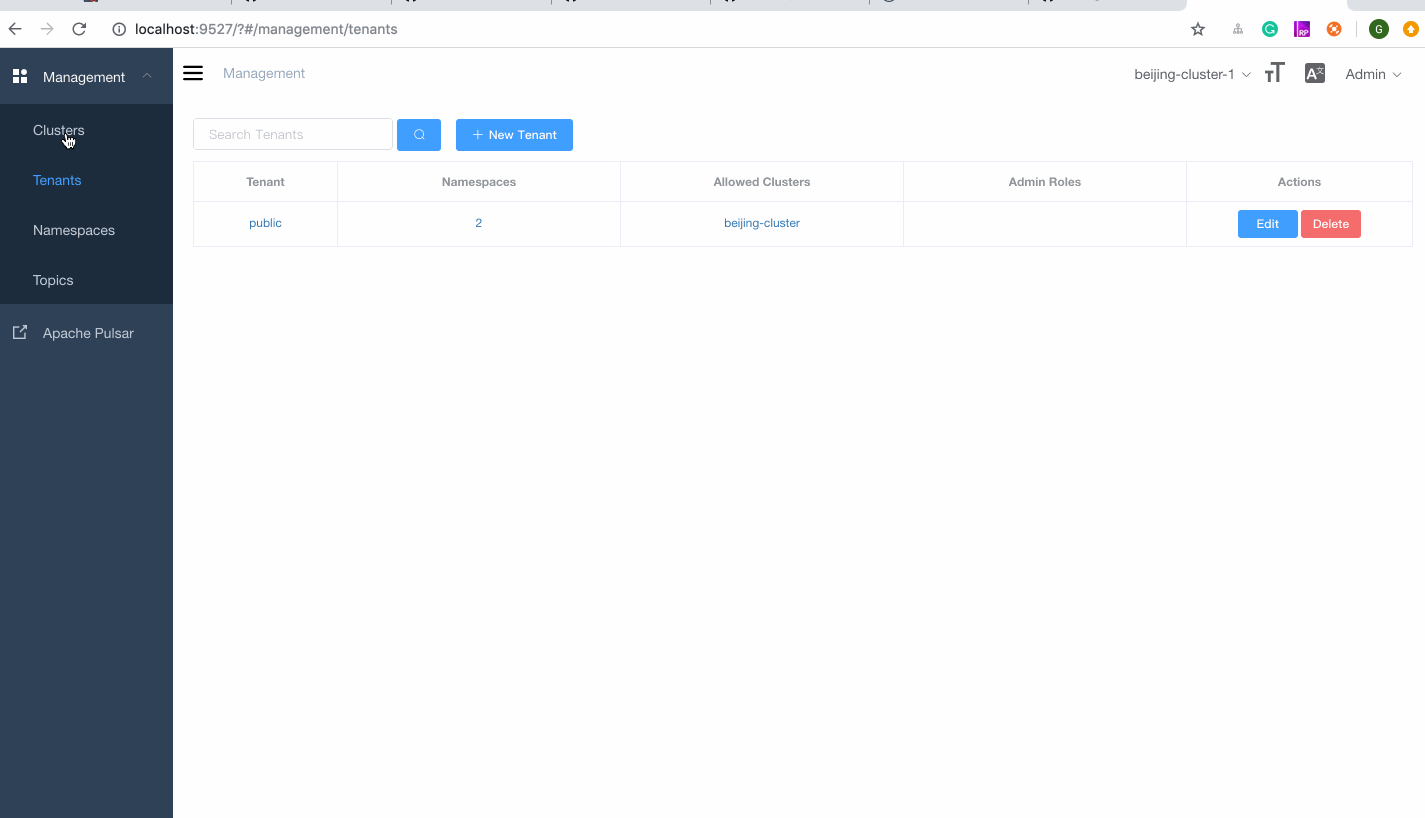 localhost:9527/?#/management/tenants
G
RP
G
Management
Management
beijing-cluster-1
Admin
Clusters
Search Tenants
New Tenant
Tenants
Tenant Namespaces Allowed Clusters Admin Roles Actions
public 2 beijing-cluster Edit Delete
Namespaces
Topics
Apache Pulsar